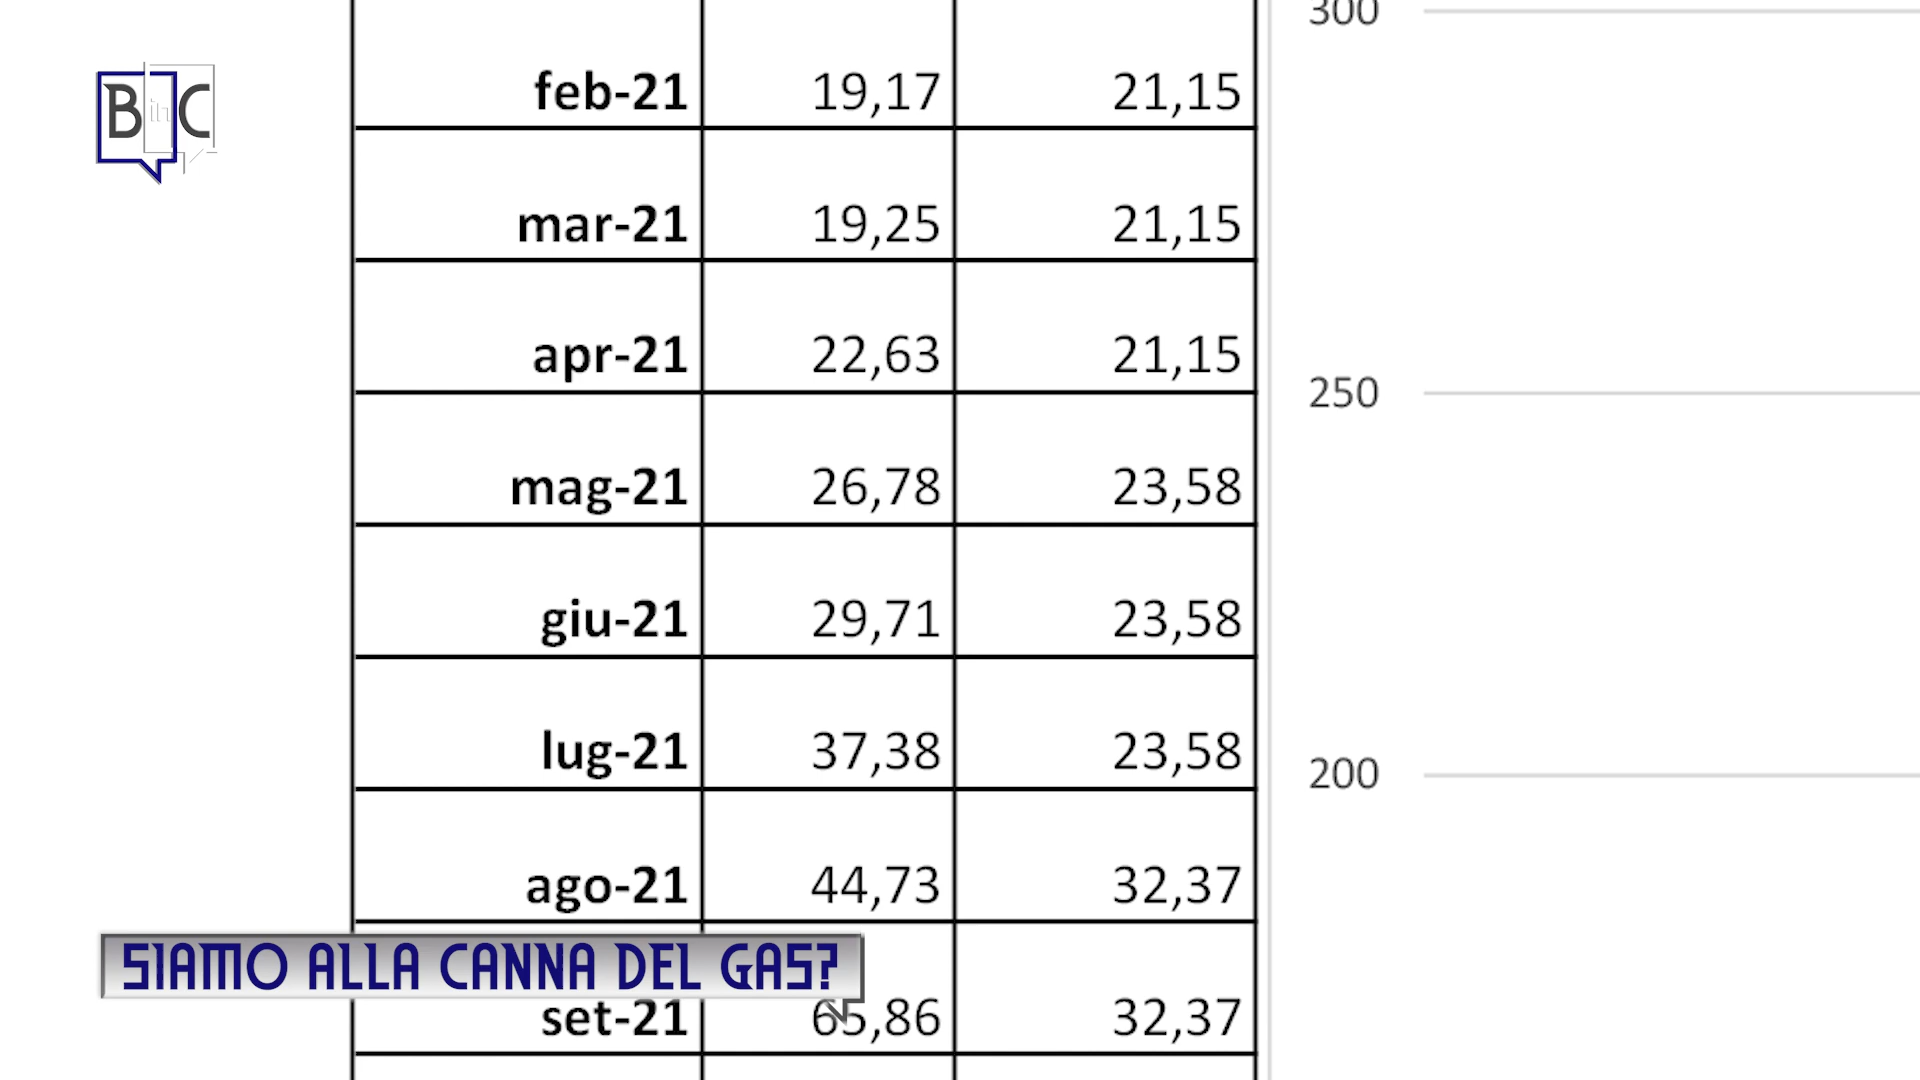 B in C
feb-21 19,17 21,15
mar-21 19,25 21,15
apr-21 22,63 21,15
mag-21 26,78 23,58
giu-21 29,71 23,58
lug-21 37,38 23,58
ago-21 44,73 32,37
set-21 65,86 32,37
300
250
200
SIAMO ALLA CANNA DEL GAS?